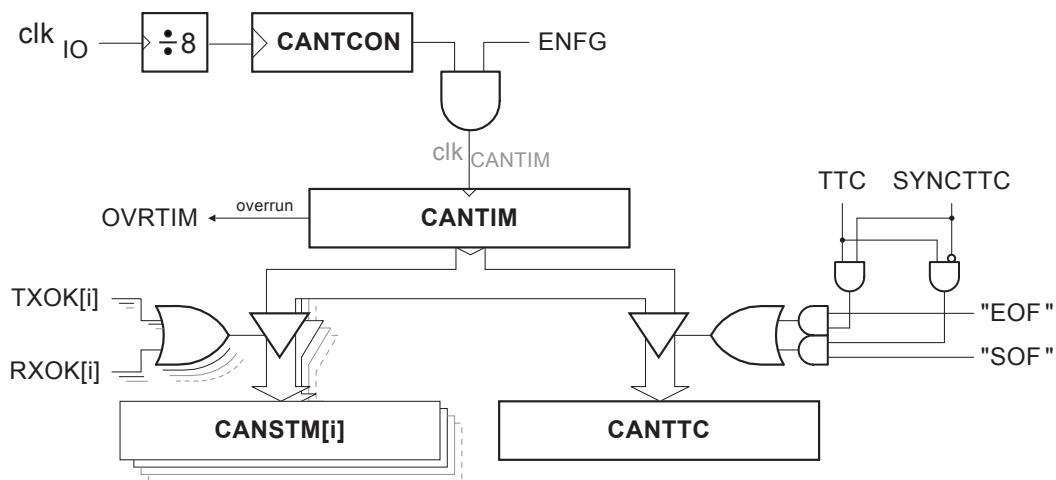 clk IO ÷8 CANTCON ENFG
clk CANTIM
TTC SYNCTTC
OVRTIM overrun CANTIM
TXOK[i]
"EOF"
RXOK[i]
"SOF"
CANSTM[i] CANTTC